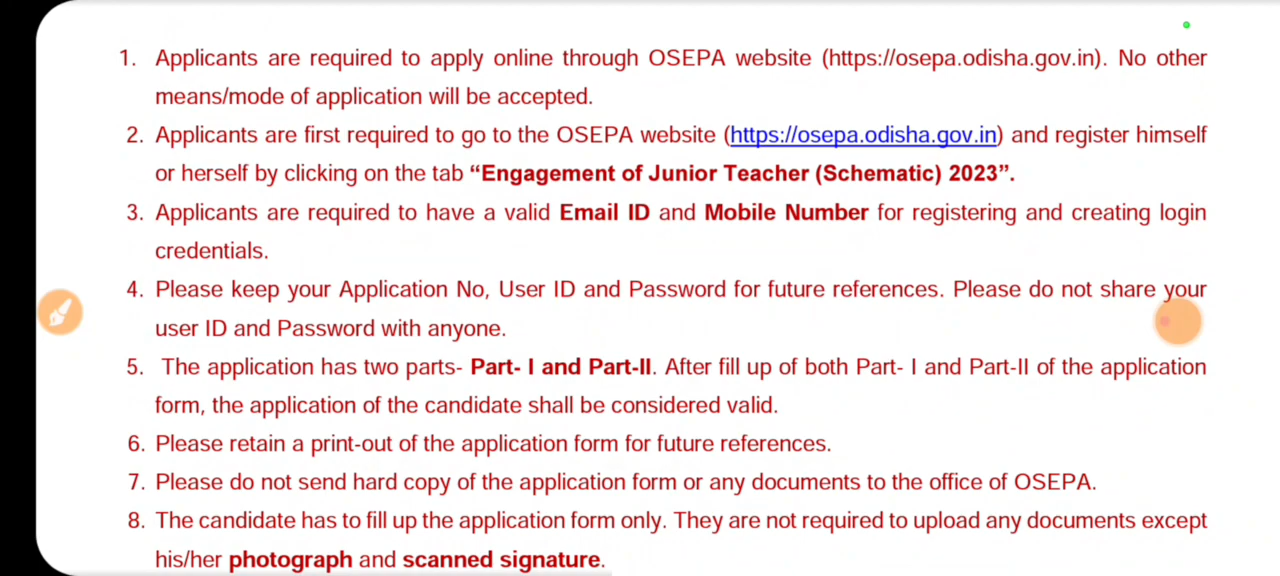 1. Applicants are required to apply online through OSEPA website (https://osepa.odisha.gov.in). No other
means/mode of application will be accepted.
2. Applicants are first required to go to the OSEPA website (https://osepa.odisha.gov.in) and register himself
or herself by clicking on the tab “Engagement of Junior Teacher (Schematic) 2023”.
3. Applicants are required to have a valid Email ID and Mobile Number for registering and creating login
credentials.
4. Please keep your Application No, User ID and Password for future references. Please do not share your
user ID and Password with anyone.
5. The application has two parts- Part- I and Part-II. After fill up of both Part- I and Part-II of the application
form, the application of the candidate shall be considered valid.
6. Please retain a print-out of the application form for future references.
7. Please do not send hard copy of the application form or any documents to the office of OSEPA.
8. The candidate has to fill up the application form only. They are not required to upload any documents except
his/her photograph and scanned signature.